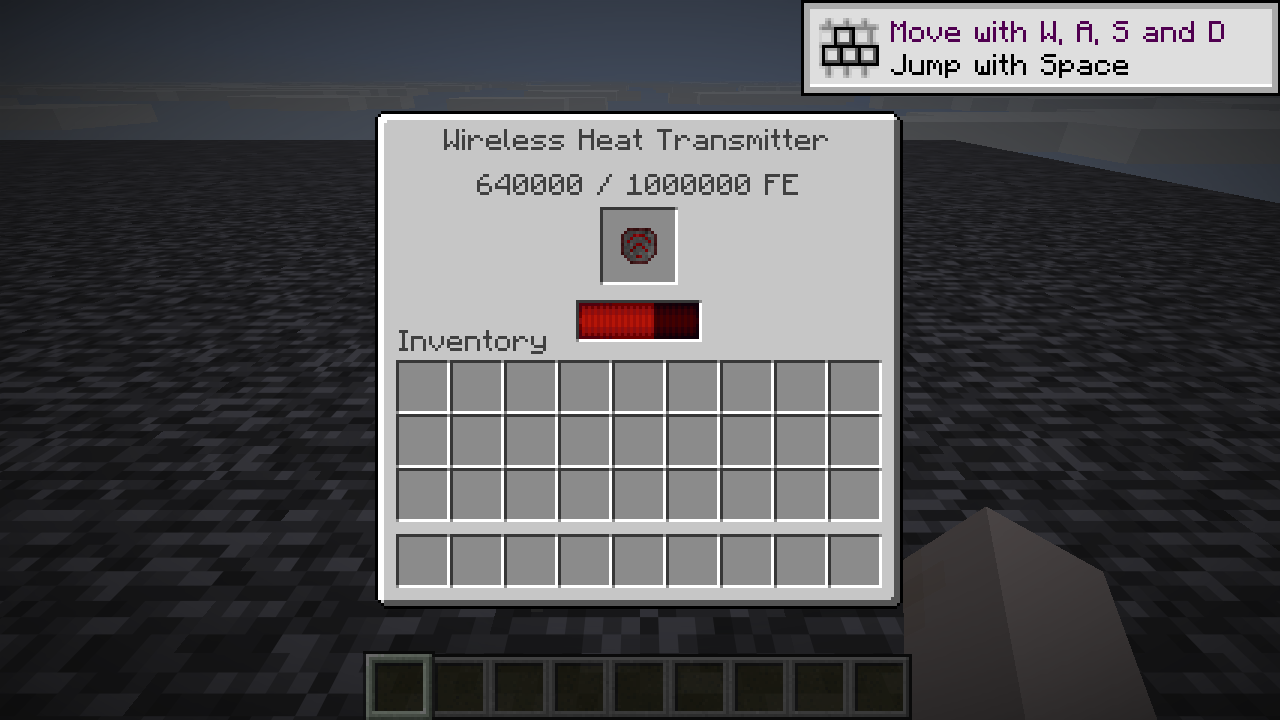 Move with W, A, S and D
Jump with Space
Wireless Heat Transmitter
640000 / 1000000 FE
Inventory